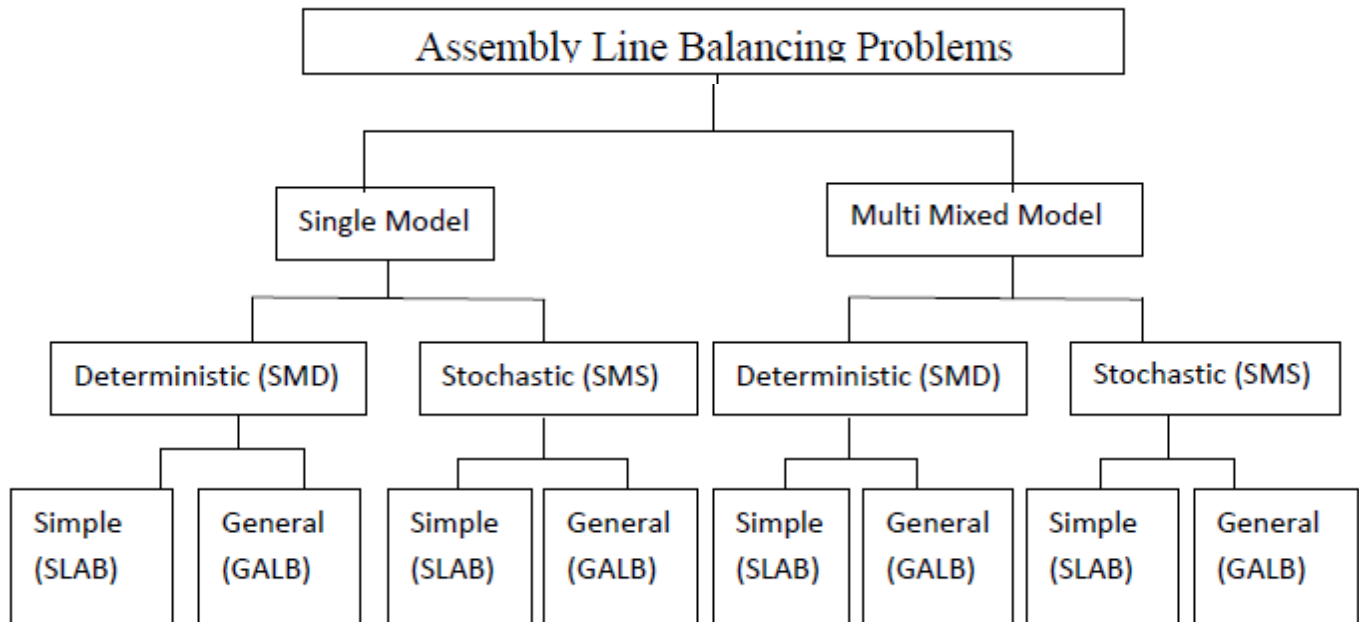 Assembly Line Balancing Problems
Single Model
Multi Mixed Model
Deterministic (SMD)
Stochastic (SMS)
Deterministic (SMD)
Stochastic (SMS)
Simple
(SLAB)
General
(GALB)
Simple
(SLAB)
General
(GALB)
Simple
(SLAB)
General
(GALB)
Simple
(SLAB)
General
(GALB)